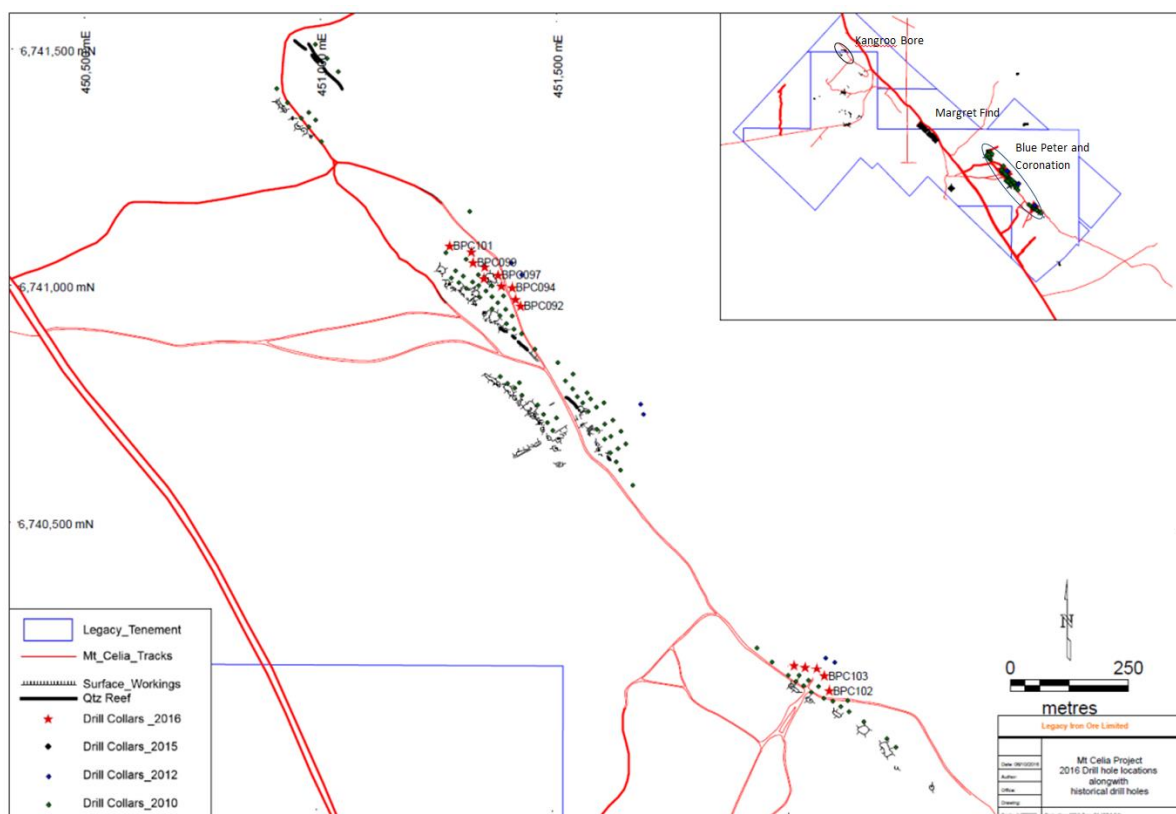 6,741,500 mN
450,500 mE
451,000 mE
451,500 mE
Kangroo Bore
Margret Find
Blue Peter and
Coronation
BPC101
BPC099
BPC097
6,741,000 mN
BPC094
BPC092
6,740,500 mN
BPC103
BPC102
N
0 250
metres
Legacy_Tenement
Mt_Celia_Tracks
Surface_Workings
Qtz Reef
Drill Collars _2016
Drill Collars_2015
Drill Collars_2012
Drill Collars_2010
Legacy Iron Ore Limited
Author:
Office:
Drawing:
Mt Celia Project
2016 Drill hole locations
alongwith
historical drill holes